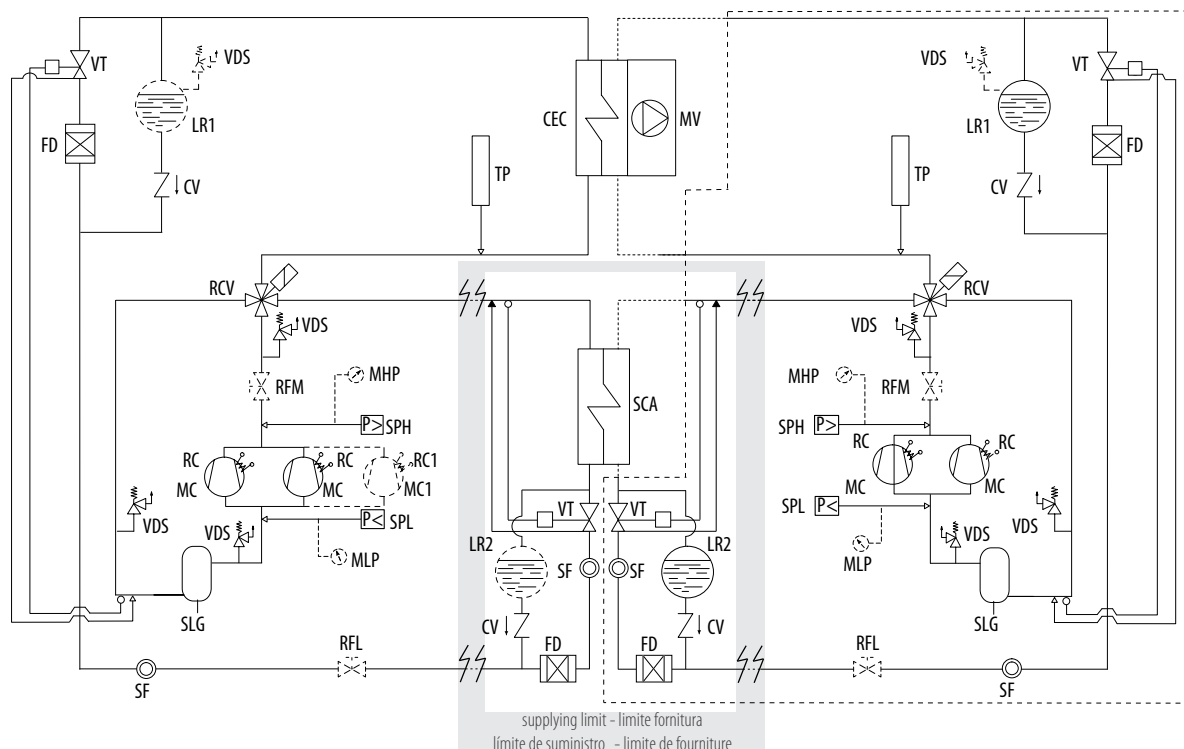 VDS
VDS
VT
VT
CEC
MV
LR1
LR1
FD
FD
TP
TP
CV
CV
RCV
RCV
VDS
VDS
MHP
MHP
RFM
RFM
SCA
P> SPH
SPH P>
RC
RC
RC1
RC
RC
MC
MC
MC1
MC
MC
VDS
VDS
P< SPL
SPL P<
VT
VDS
VDS
MLP
MLP
LR2
LR2
SF
SF
SLG
SLG
CV
CV
FD
FD
RFL
RFL
SF
SF
supplying limit - limite fornitura
límite de suministro - limite de fourniture